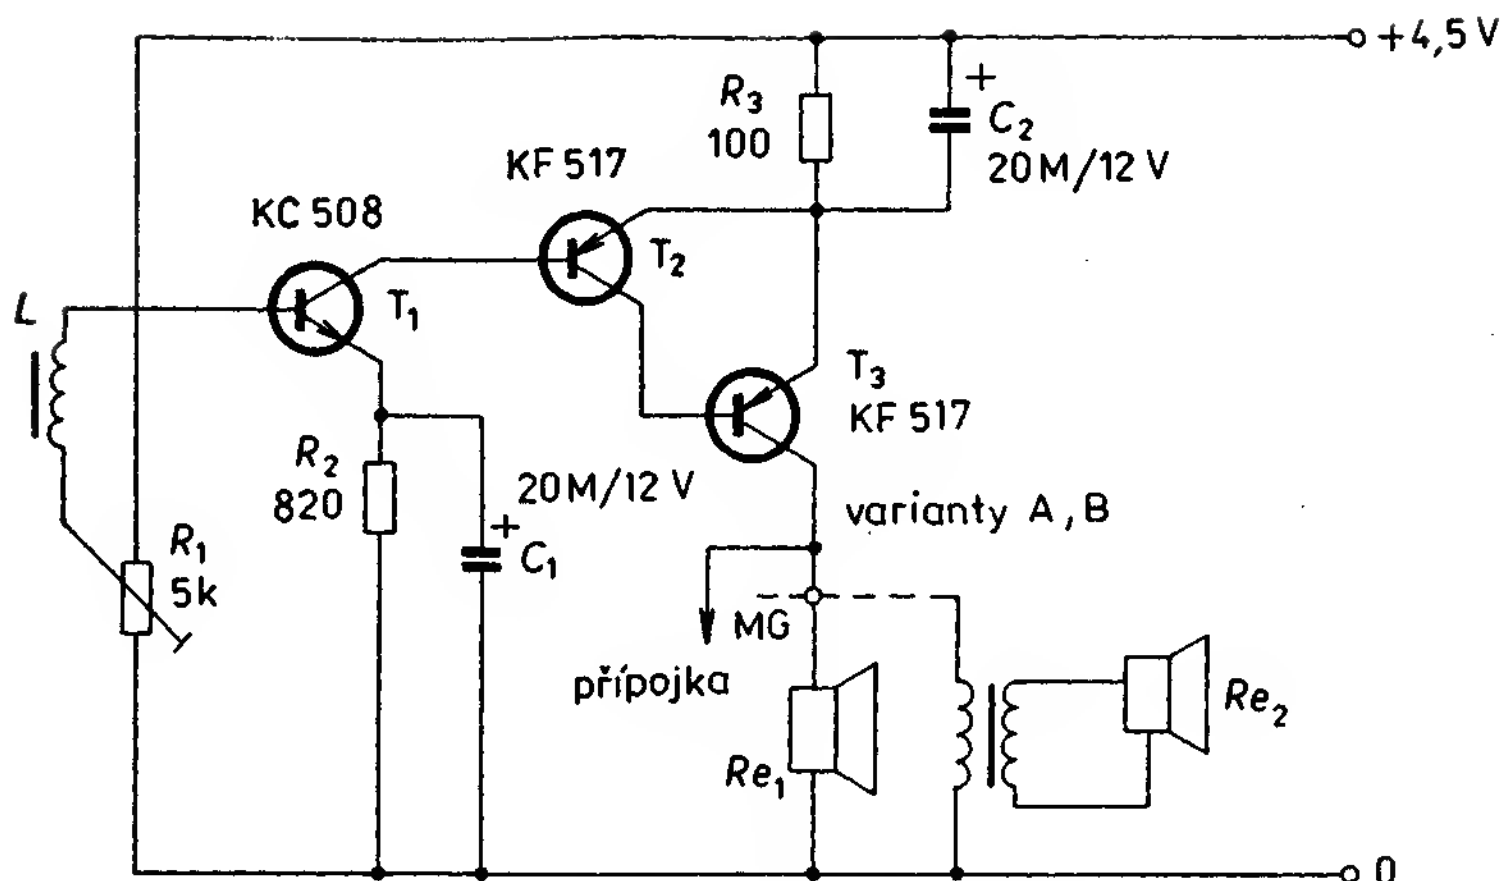 +4,5 V
R3
100
+
C2
20M/12 V
KF 517
KC 508
T2
L
T1
T3
KF 517
R2
820
20M/12 V
varianty A, B
+
C1
R1
5k
MG
přípojka
Re1
Re2
0